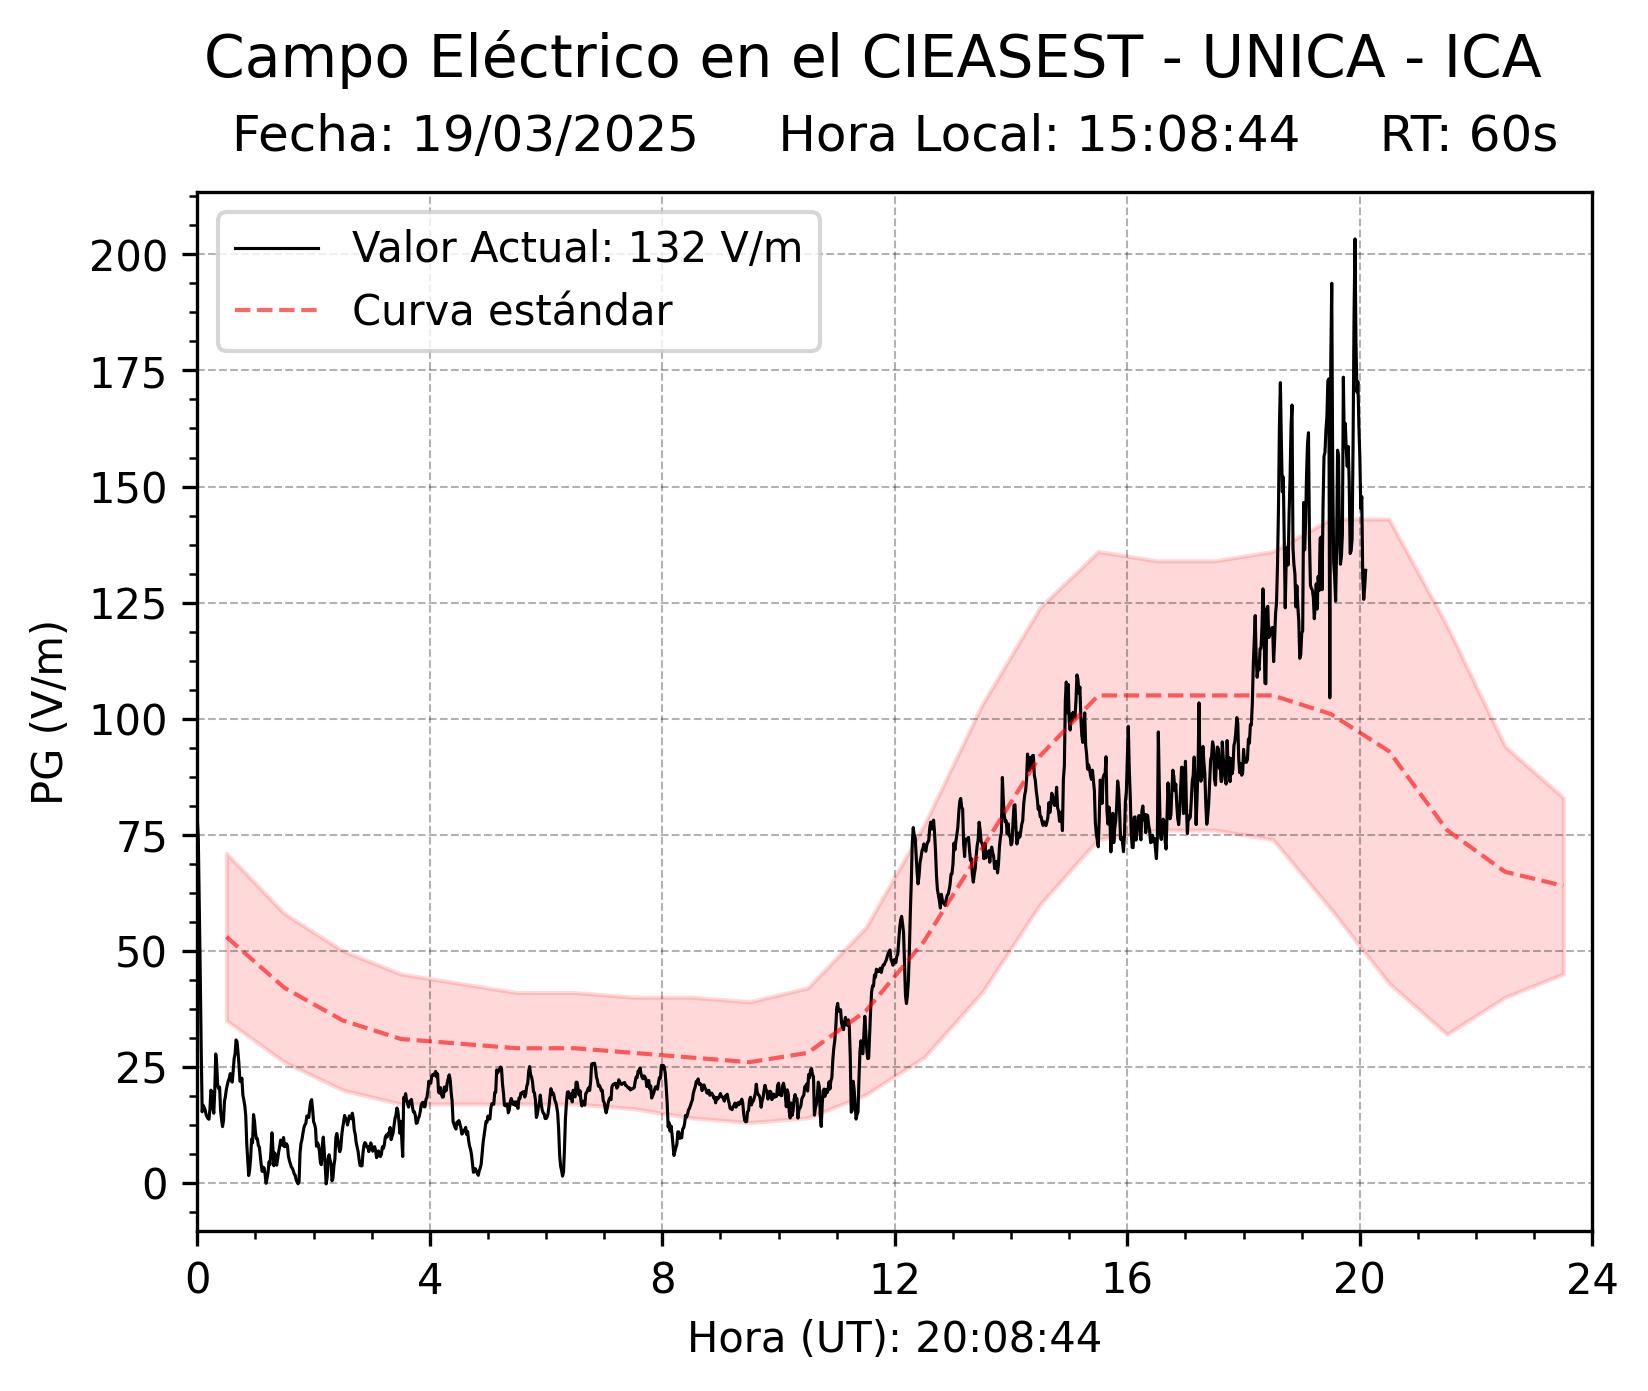 Campo Eléctrico en el CIEASEST - UNICA - ICA
Fecha: 19/03/2025 Hora Local: 15:08:44 RT: 60s
Valor Actual: 132 V/m
Curva estándar
200
175
150
125
100
75
50
25
0
PG (V/m)
0 4 8 12 16 20 24
Hora (UT): 20:08:44